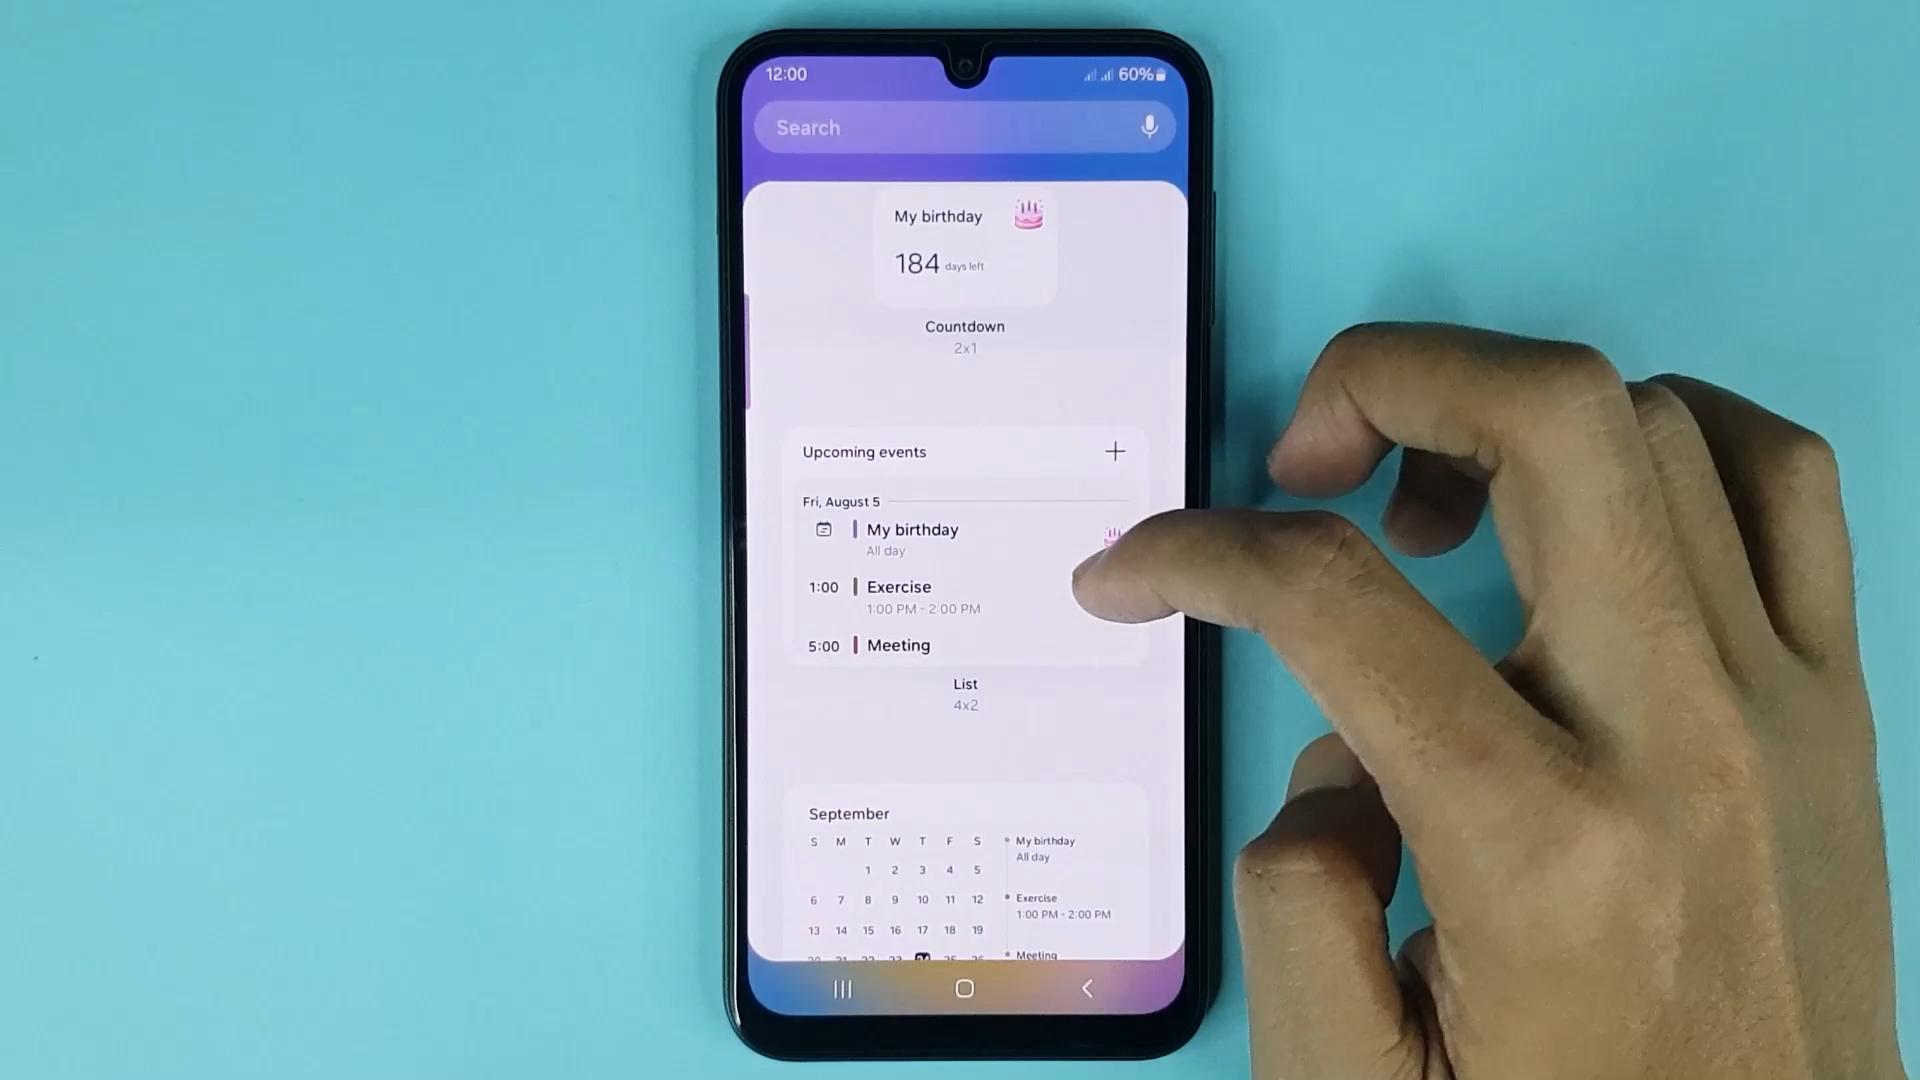 12:00
60%
Search
My birthday
184 days left
Countdown
2x1
Upcoming events
Fri, August 5
My birthday
All day
1:00 Exercise
1:00 PM - 2:00 PM
5:00 Meeting
List
4x2
September
S M T W T F S
1 2 3 4 5
6 7 8 9 10 11 12
13 14 15 16 17 18 19
My birthday
All day
Exercise
1:00 PM - 2:00 PM
Meeting